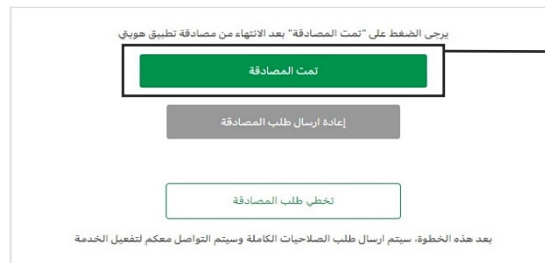 يرجى الضغط على "تمت المصادقة" بعد الانتهاء من مصادقة تطبيق هويتي
تمت المصادقة
إعادة ارسال طلب المصادقة
تخطي طلب المصادقة
بعد هذه الخطوة، سيتم ارسال طلب الصلاحيات الكاملة وسيتم التواصل معكم لتفعيل الخدمة